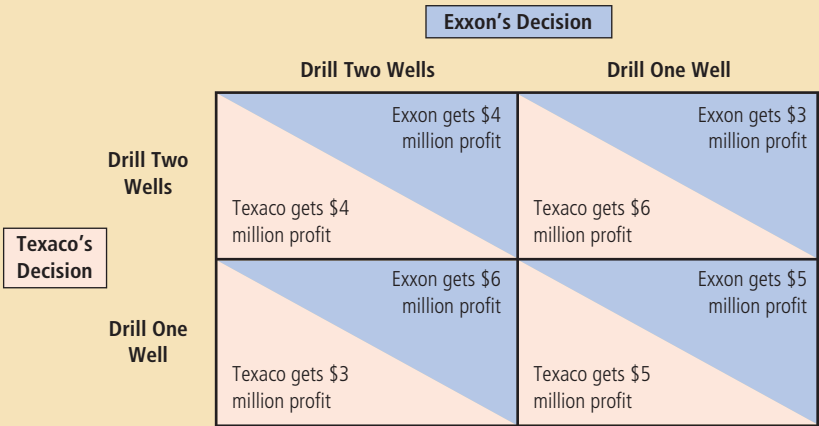 Exxon's Decision
Drill Two Wells
Drill One Well
Texaco's
Decision
Drill Two
Wells
Exxon gets $4
million profit
Texaco gets $4
million profit
Exxon gets $3
million profit
Texaco gets $6
million profit
Drill One
Well
Exxon gets $6
million profit
Texaco gets $3
million profit
Exxon gets $5
million profit
Texaco gets $5
million profit